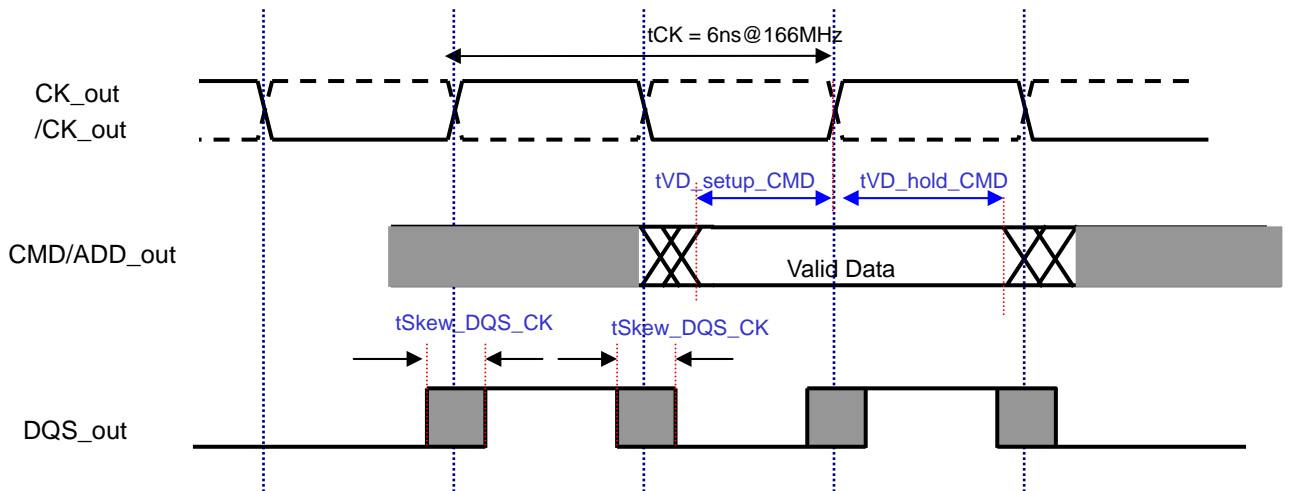 tCK = 6ns@166MHz
CK_out
/CK_out
tVD_setup_CMD
tVD_hold_CMD
CMD/ADD_out
Valid Data
tSkew_DQS_CK
tSkew_DQS_CK
DQS_out